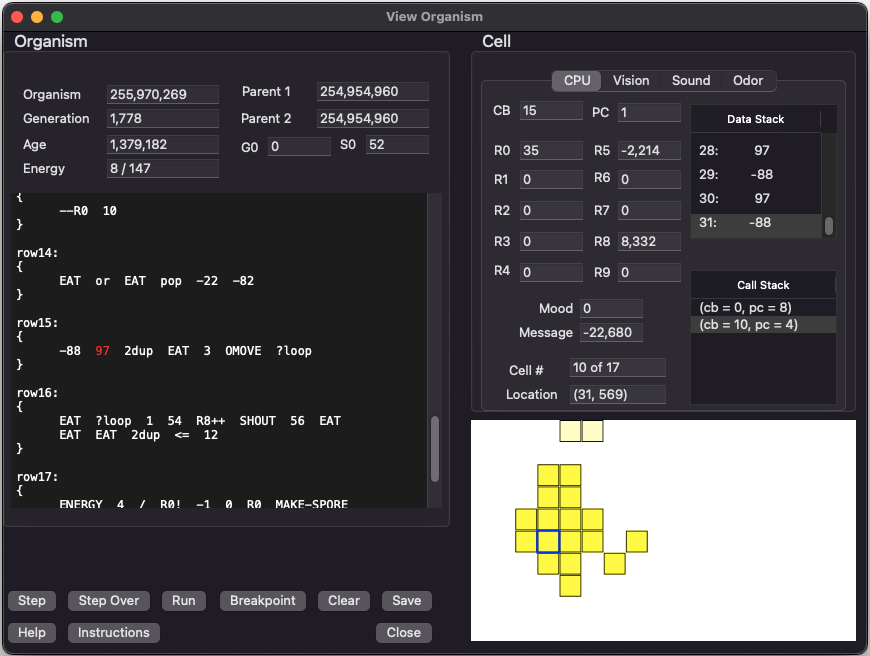 View Organism
Organism
Organism 255,970,269
Generation 1,778
Age 1,379,182
Energy 8 / 147
Parent 1 254,954,960
Parent 2 254,954,960
G0 0 S0 52
{
--R0 10
}
row14:
{
EAT or EAT pop -22 -82
}
row15:
{
-88 97 2dup EAT 3 OMOVE ?loop
}
row16:
{
EAT ?loop 1 54 R8++ SHOUT 56 EAT
EAT EAT 2dup <= 12
}
row17:
{
ENERGY 4 / R0! -1 0 R0 MAKE-SPORE
Step Step Over Run Breakpoint Clear Save
Help Instructions Close
Cell
CPU Vision Sound Odor
CB 15 PC 1
R0 35 R5 -2,214
R1 0 R6 0
R2 0 R7 0
R3 0 R8 8,332
R4 0 R9 0
Mood 0
Message -22,680
Cell # 10 of 17
Location (31, 569)
Data Stack
28: 97
29: -88
30: 97
31: -88
Call Stack
(cb = 0, pc = 8)
(cb = 10, pc = 4)